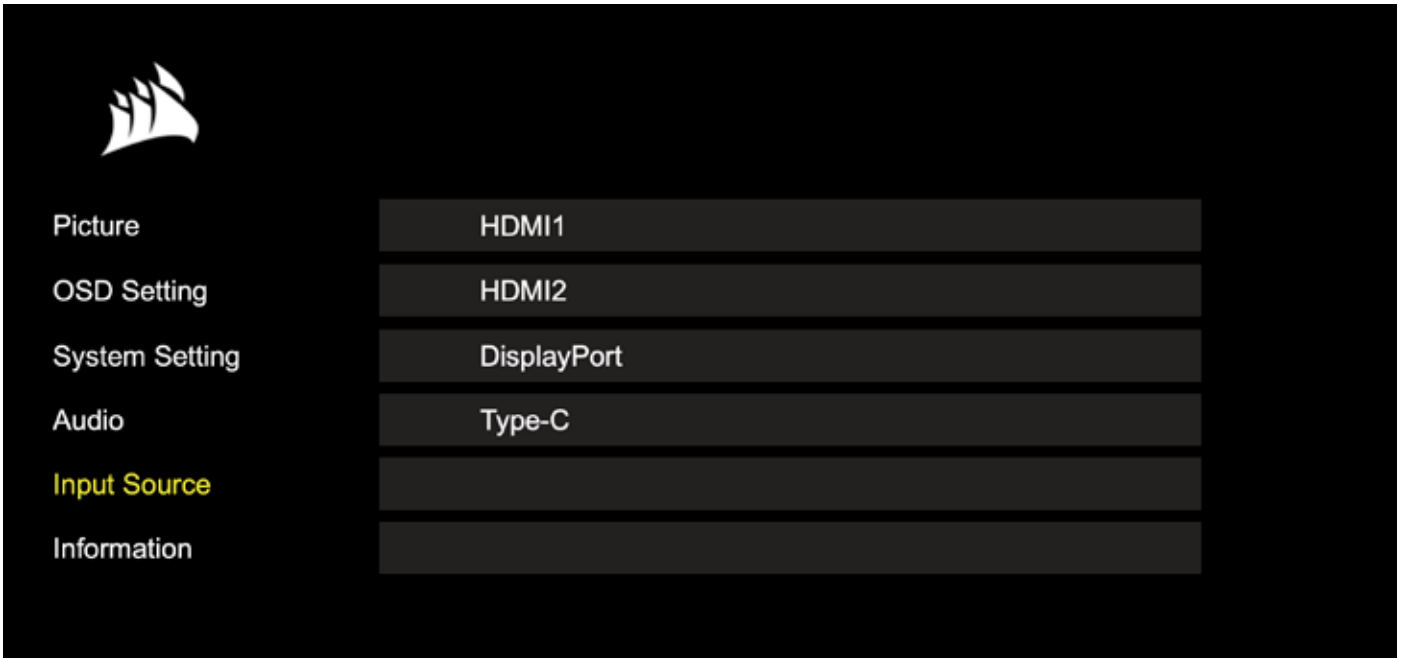 Picture HDMI1
OSD Setting HDMI2
System Setting DisplayPort
Audio Type-C
Input Source
Information